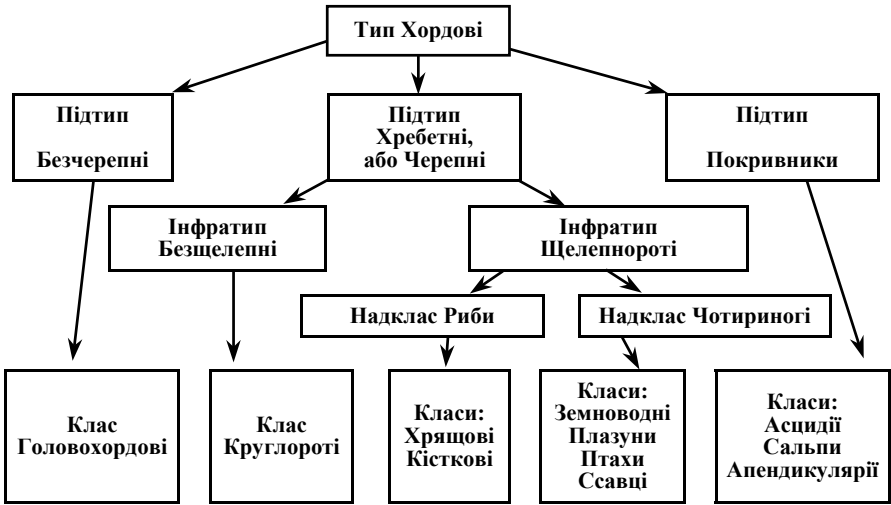 Тип Хордові
Підтип
Безчерепні
Підтип
Хребетні,
або Черепні
Підтип
Покривники
Інфратип
Безщелепні
Інфратип
Щелепнороті
Надклас Риби
Надклас Чотириногі
Клас
Головохордові
Клас
Круглороті
Класи:
Хрящові
Кісткові
Класи:
Земноводні
Плазуни
Птахи
Ссавці
Класи:
Асцидії
Сальпи
Апендикулярії